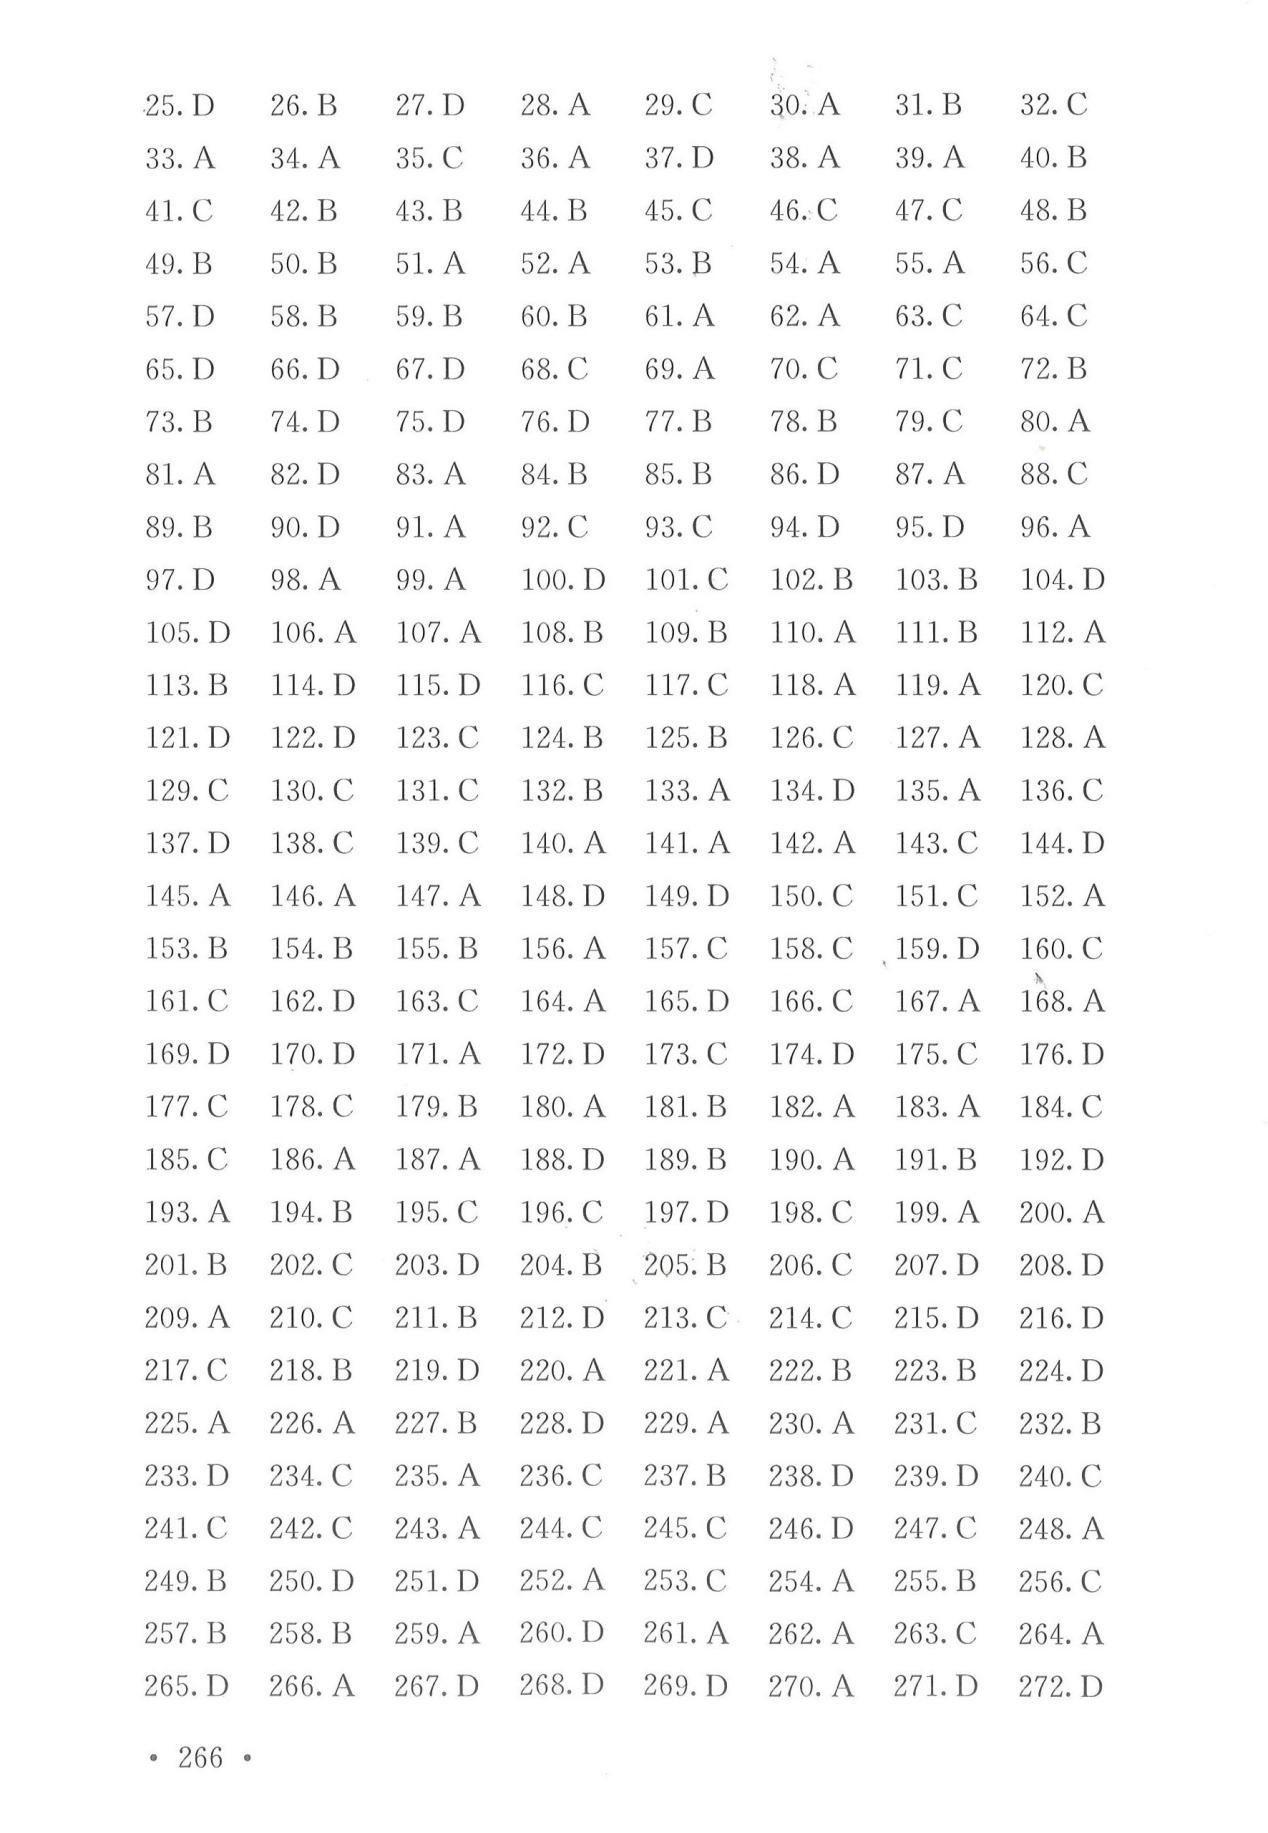 25. D 26. B 27. D 28. A 29. C 30. A 31. B 32. C
33. A 34. A 35. C 36. A 37. D 38. A 39. A 40. B
41. C 42. B 43. B 44. B 45. C 46. C 47. C 48. B
49. B 50. B 51. A 52. A 53. B 54. A 55. A 56. C
57. D 58. B 59. B 60. B 61. A 62. A 63. C 64. C
65. D 66. D 67. D 68. C 69. A 70. C 71. C 72. B
73. B 74. D 75. D 76. D 77. B 78. B 79. C 80. A
81. A 82. D 83. A 84. B 85. B 86. D 87. A 88. C
89. B 90. D 91. A 92. C 93. C 94. D 95. D 96. A
97. D 98. A 99. A 100. D 101. C 102. B 103. B 104. D
105. D 106. A 107. A 108. B 109. B 110. A 111. B 112. A
113. B 114. D 115. D 116. C 117. C 118. A 119. A 120. C
121. D 122. D 123. C 124. B 125. B 126. C 127. A 128. A
129. C 130. C 131. C 132. B 133. A 134. D 135. A 136. C
137. D 138. C 139. C 140. A 141. A 142. A 143. C 144. D
145. A 146. A 147. A 148. D 149. D 150. C 151. C 152. A
153. B 154. B 155. B 156. A 157. C 158. C 159. D 160. C
161. C 162. D 163. C 164. A 165. D 166. C 167. A 168. A
169. D 170. D 171. A 172. D 173. C 174. D 175. C 176. D
177. C 178. C 179. B 180. A 181. B 182. A 183. A 184. C
185. C 186. A 187. A 188. D 189. B 190. A 191. B 192. D
193. A 194. B 195. C 196. C 197. D 198. C 199. A 200. A
201. B 202. C 203. D 204. B 205. B 206. C 207. D 208. D
209. A 210. C 211. B 212. D 213. C 214. C 215. D 216. D
217. C 218. B 219. D 220. A 221. A 222. B 223. B 224. D
225. A 226. A 227. B 228. D 229. A 230. A 231. C 232. B
233. D 234. C 235. A 236. C 237. B 238. D 239. D 240. C
241. C 242. C 243. A 244. C 245. C 246. D 247. C 248. A
249. B 250. D 251. D 252. A 253. C 254. A 255. B 256. C
257. B 258. B 259. A 260. D 261. A 262. A 263. C 264. A
265. D 266. A 267. D 268. D 269. D 270. A 271. D 272. D
• 266 •